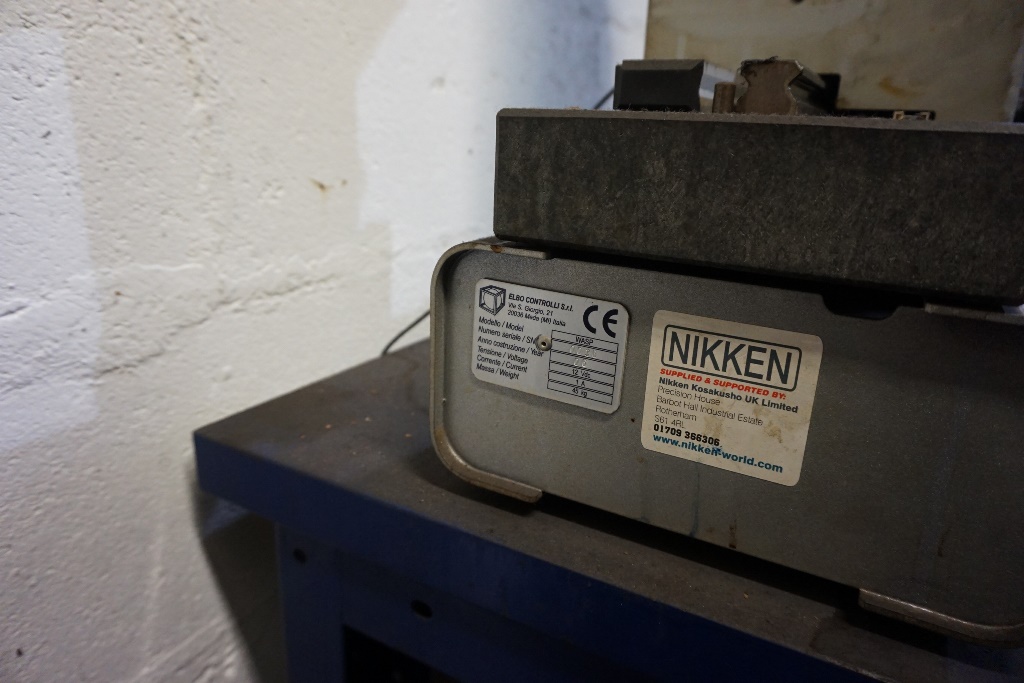 ELBO CONTROLLI S.r.l.
Via S. Giorgio, 21
20036 Meda (MI) Italia
CE
Modello / Model WASP
Numero seriale / SN
Anno costruzione / Year
Tensione / Voltage 12 Vdc
Corrente / Current 1 A
Massa / Weight 45 kg
NIKKEN
SUPPLIED & SUPPORTED BY:
Nikken Kosakusho UK Limited
Precision House
Barbot Hall Industrial Estate
Rotherham
S61 4RL
01709 366306
www.nikken-world.com